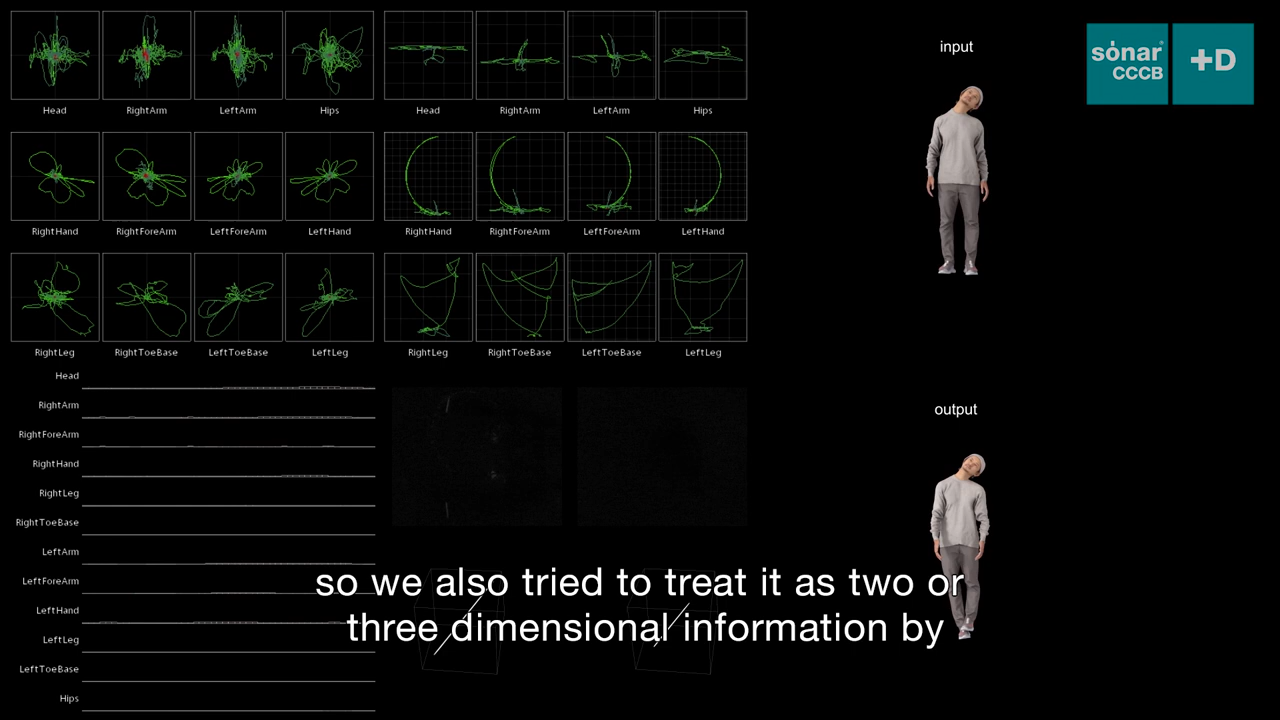 Head RightArm LeftArm Hips Head RightArm LeftArm Hips
RightHand RightForeArm LeftForeArm LeftHand RightHand RightForeArm LeftForeArm LeftHand
RightLeg RightToeBase LeftToeBase LeftLeg RightLeg RightToeBase LeftToeBase LeftLeg
Head
RightArm
RightForeArm
RightHand
RightLeg
RightToeBase
LeftArm
LeftForeArm
LeftHand
LeftLeg
LeftToeBase
Hips
input
output
sónar
CCCB
+D
so we also tried to treat it as two or
three dimensional information by